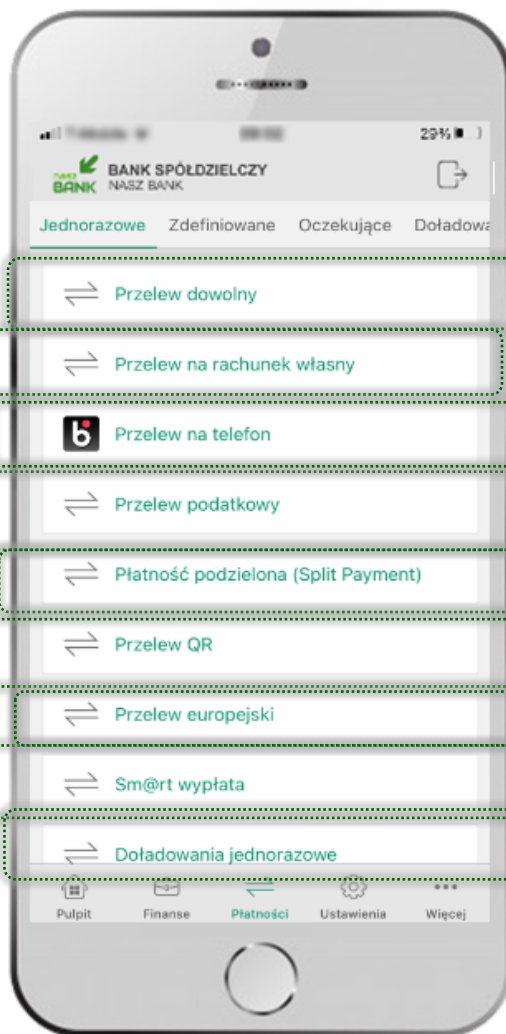 29%
nasz BANK BANK SPÓŁDZIELCZY
NASZ BANK
Jednorazowe Zdefiniowane Oczekujące Doładowa
Przelew dowolny
Przelew na rachunek własny
Przelew na telefon
Przelew podatkowy
Płatność podzielona (Split Payment)
Przelew QR
Przelew europejski
Sm@rt wypłata
Doładowania jednorazowe
Pulpit Finanse Płatności Ustawienia Więcej